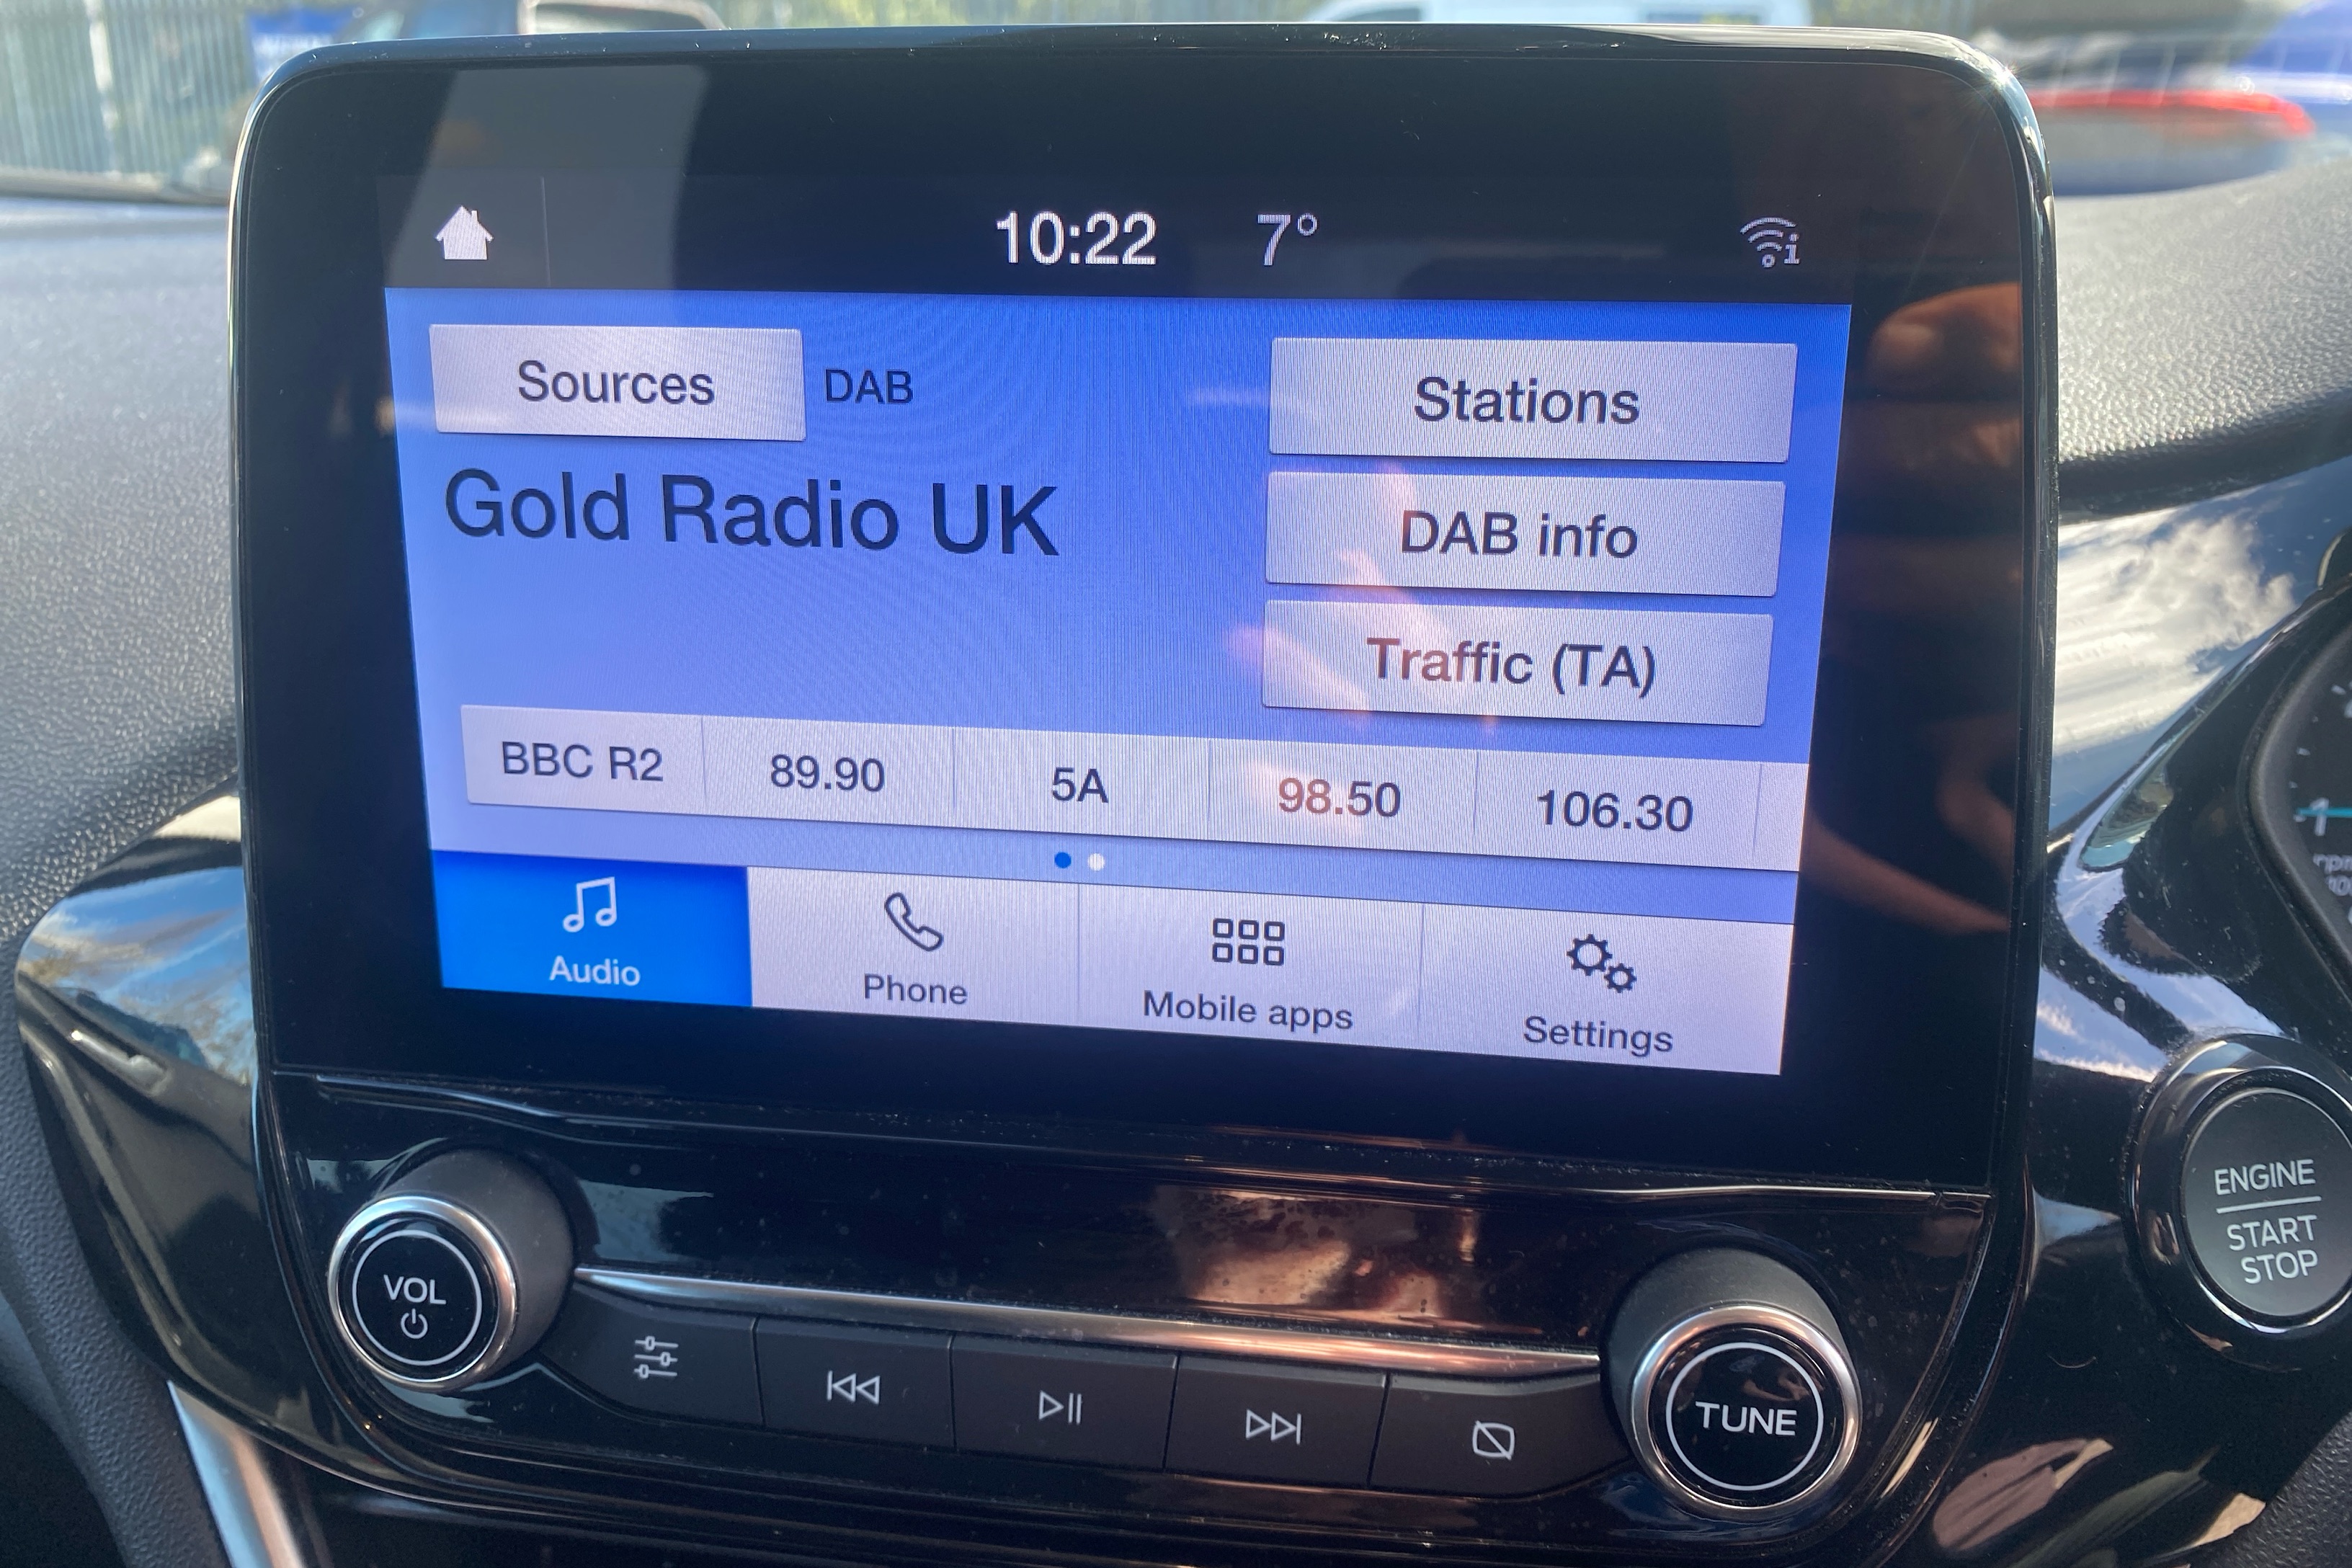 10:22 7°
Sources DAB Stations
Gold Radio UK
DAB info
Traffic (TA)
BBC R2 89.90 5A 98.50 106.30
Audio Phone Mobile apps Settings
VOL
TUNE
ENGINE
START
STOP
1